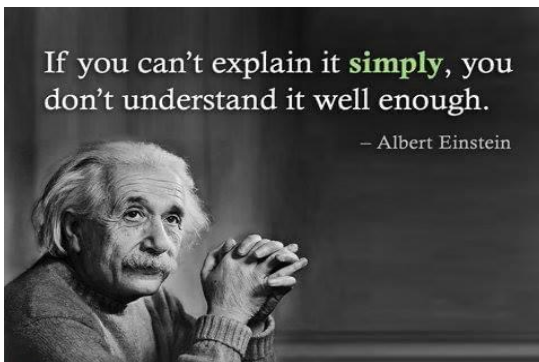 If you can’t explain it simply, you
don’t understand it well enough.
– Albert Einstein